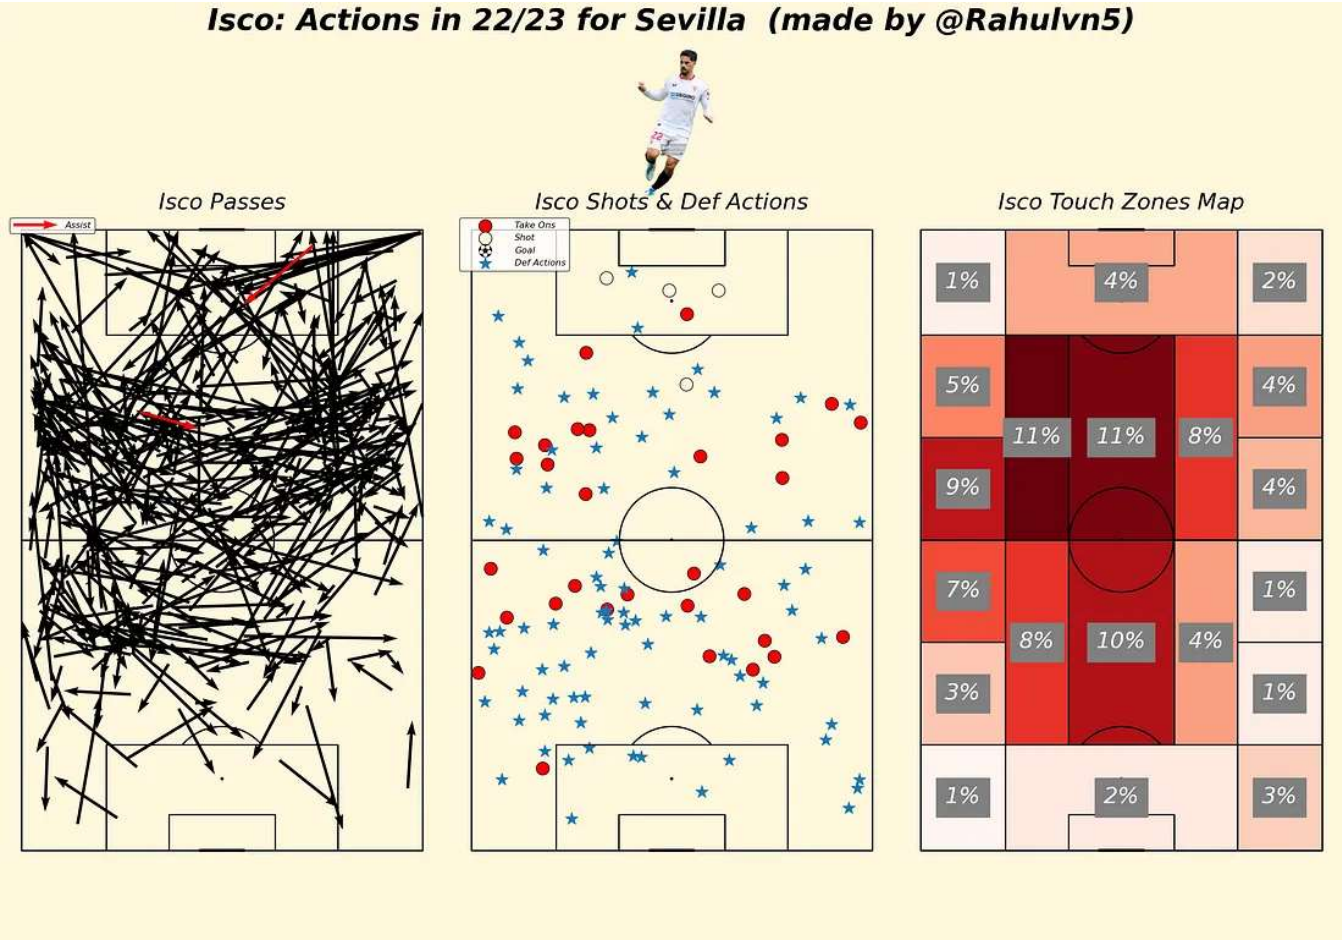 Isco: Actions in 22/23 for Sevilla (made by @Rahulvn5)
22
Isco Passes
Isco Shots & Def Actions
Isco Touch Zones Map
Assist
Take Ons
Shot
Goal
Def Actions
1%
4%
2%
5%
4%
11%
11%
8%
9%
4%
7%
1%
8%
10%
4%
3%
1%
1%
2%
3%